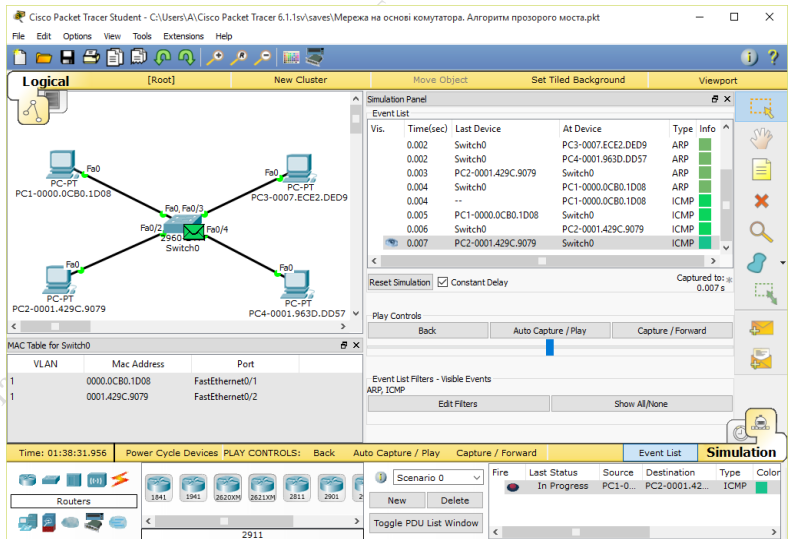 Cisco Packet Tracer Student - C:\Users\A\Cisco Packet Tracer 6.1.1sv\saves\Мережа на основі комутатора. Алгоритм прозорого моста.pkt
File Edit Options View Tools Extensions Help
Logical [Root] New Cluster Move Object Set Tiled Background Viewport
Fa0
PC-PT
PC1-0000.0CB0.1D08
Fa0
PC-PT
PC3-0007.ECE2.DED9
Fa0, Fa0/3
Fa0/2 Fa0/4
Switch0
Fa0
PC-PT
PC2-0001.429C.9079
Fa0
PC-PT
PC4-0001.963D.DD57
MAC Table for Switch0
VLAN Mac Address Port
1 0000.0CB0.1D08 FastEthernet0/1
1 0001.429C.9079 FastEthernet0/2
Simulation Panel
Event List
Vis. Time(sec) Last Device At Device Type Info
0.002 Switch0 PC3-0007.ECE2.DED9 ARP
0.002 Switch0 PC4-0001.963D.DD57 ARP
0.003 PC2-0001.429C.9079 Switch0 ARP
0.004 Switch0 PC1-0000.0CB0.1D08 ARP
0.004 -- PC1-0000.0CB0.1D08 ICMP
0.005 PC1-0000.0CB0.1D08 Switch0 ICMP
0.006 Switch0 PC2-0001.429C.9079 ICMP
0.007 PC2-0001.429C.9079 Switch0 ICMP
Reset Simulation Constant Delay Captured to: *
0.007 s
Play Controls
Back Auto Capture / Play Capture / Forward
Event List Filters - Visible Events
ARP, ICMP
Edit Filters Show All/None
Time: 01:38:31.956 Power Cycle Devices PLAY CONTROLS: Back Auto Capture / Play Capture / Forward Event List Simulation
Routers
1841 1941 2620XM 2621XM 2811 2901
2911
Scenario 0
New Delete
Toggle PDU List Window
Fire Last Status Source Destination Type Color
In Progress PC1-0... PC2-0001.42... ICMP